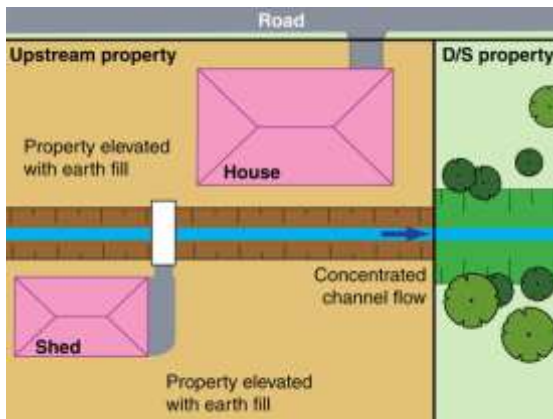 Road
Upstream property
D/S property
Property elevated
with earth fill
House
Concentrated
channel flow
Shed
Property elevated
with earth fill